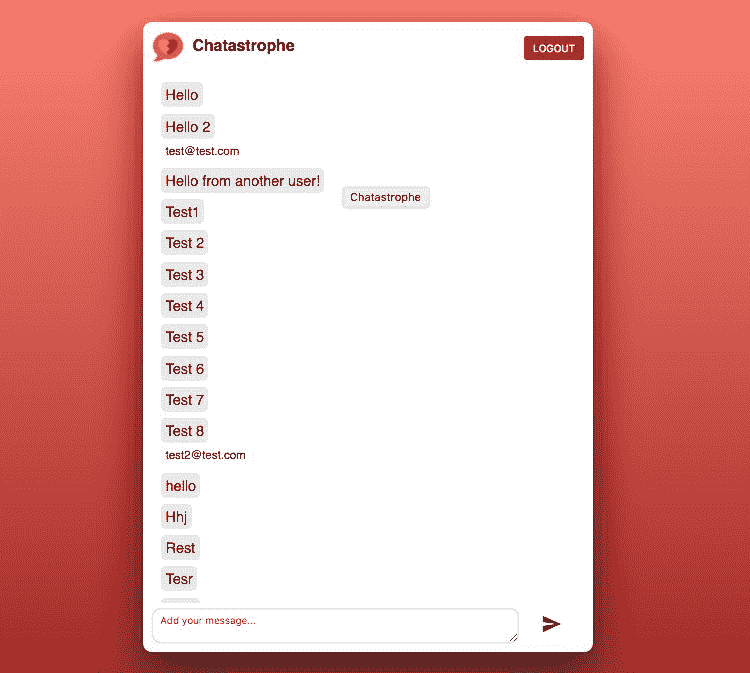 Chatastrophe
LOGOUT
Hello
Hello 2
test@test.com
Hello from another user!
Chatastrophe
Test1
Test 2
Test 3
Test 4
Test 5
Test 6
Test 7
Test 8
test2@test.com
hello
Hhj
Rest
Tesr
Add your message...